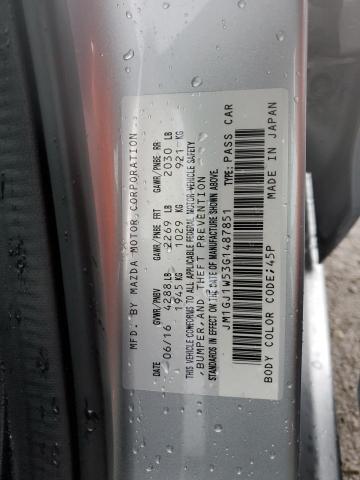 MFD. BY MAZDA MOTOR CORPORATION
DATE GVWR/PNBV GAWR/PNBE FRT GAWR/PNBE RR:
06/16 4288 LB 2269 LB 2030 LB
1945 KG 1029 KG 921 KG
THIS VEHICLE CONFORMS TO ALL APPLICABLE FEDERAL MOTOR VEHICLE SAFETY
,BUMPER,AND THEFT PREVENTION
STANDARDS IN EFFECT ON THE DATE OF MANUFACTURE SHOWN ABOVE.
JM1GJ1W53G1487851 TYPE:PASS CAR
BODY COLOR CODE;45P MADE IN JAPAN